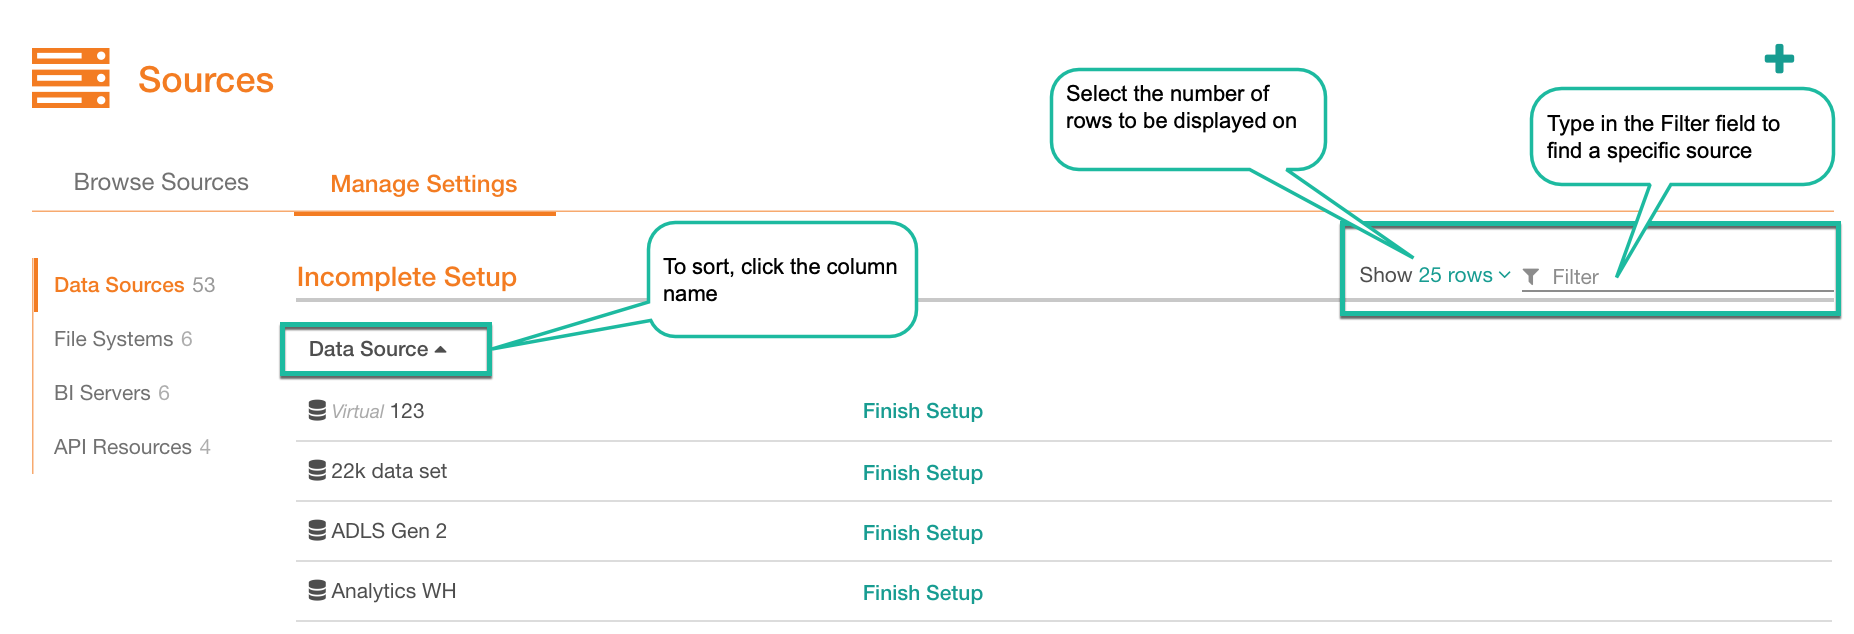 Sources
Select the number of
rows to be displayed on
Type in the Filter field to
find a specific source
Browse Sources
Manage Settings
Data Sources 53
File Systems 6
BI Servers 6
API Resources 4
Incomplete Setup
To sort, click the column
name
Show 25 rows
Filter
Data Source
Virtual 123 Finish Setup
22k data set Finish Setup
ADLS Gen 2 Finish Setup
Analytics WH Finish Setup